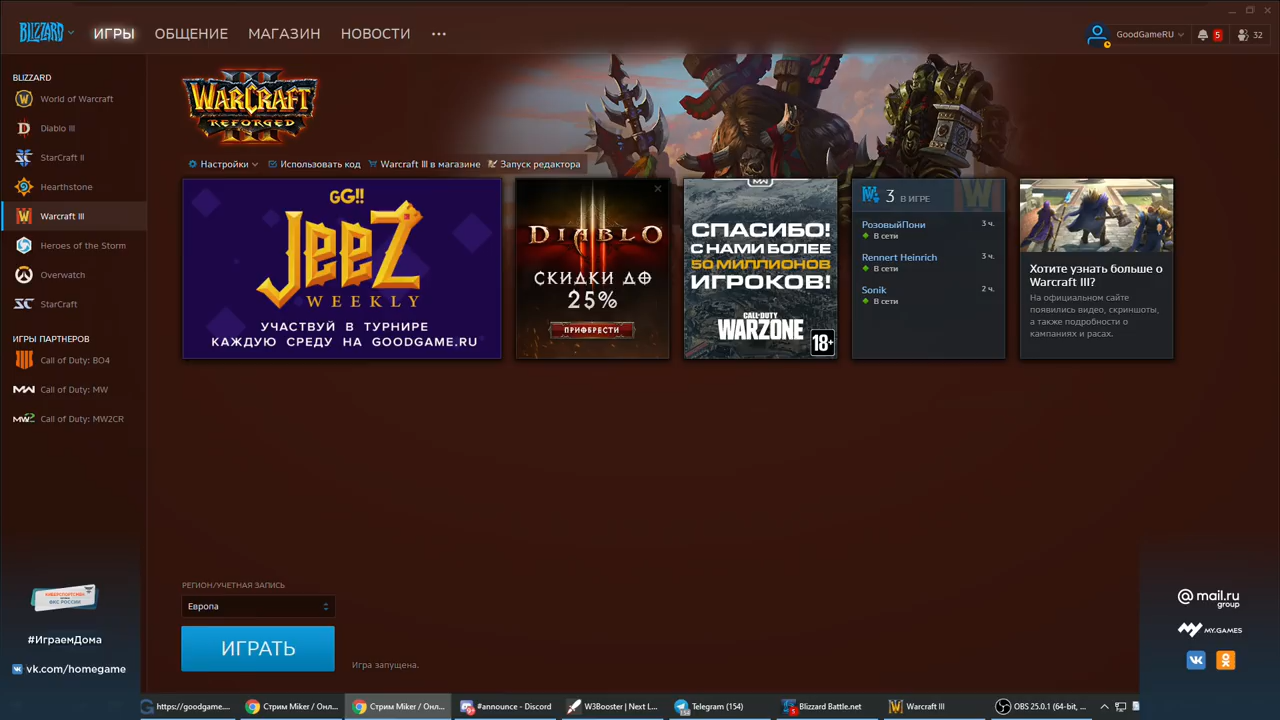 BLIZZARD
ИГРЫ
ОБЩЕНИЕ
МАГАЗИН
НОВОСТИ
GoodGameRU
5
32
BLIZZARD
World of Warcraft
Diablo III
StarCraft II
Hearthstone
Warcraft III
Heroes of the Storm
Overwatch
StarCraft
ИГРЫ ПАРТНЕРОВ
Call of Duty: BO4
Call of Duty: MW
Call of Duty: MW2CR
WARCRAFT
III
REFORGED
Настройки
Использовать код
Warcraft III в магазине
Запуск редактора
GG!!
JeeZ
WEEKLY
УЧАСТВУЙ В ТУРНИРЕ
КАЖДУЮ СРЕДУ НА GOODGAME.RU
DIABLO
СКИДКИ ДО
25%
ПРИОБРЕСТИ
СПАСИБО!
С НАМИ БОЛЕЕ
50 МИЛЛИОНОВ
ИГРОКОВ!
CALL OF DUTY
WARZONE
18+
3 В ИГРЕ
РозовыйПони
3 ч.
В сети
Rennert Heinrich
3 ч.
В сети
Sonik
2 ч.
В сети
Хотите узнать больше о
Warcraft III?
На официальном сайте
появились видео, скриншоты,
а также подробности о
кампаниях и расах.
РЕГИОН/УЧЕТНАЯ ЗАПИСЬ
Европа
ИГРАТЬ
Игра запущена.
#ИграемДома
vk.com/homegame
@mail.ru
group
MY.GAMES
https://goodgame....
Стрим Miker / Онл...
Стрим Miker / Онл...
#announce - Discord
W3Booster | Next L...
Telegram (154)
Blizzard Battle.net
Warcraft III
OBS 25.0.1 (64-bit, ...